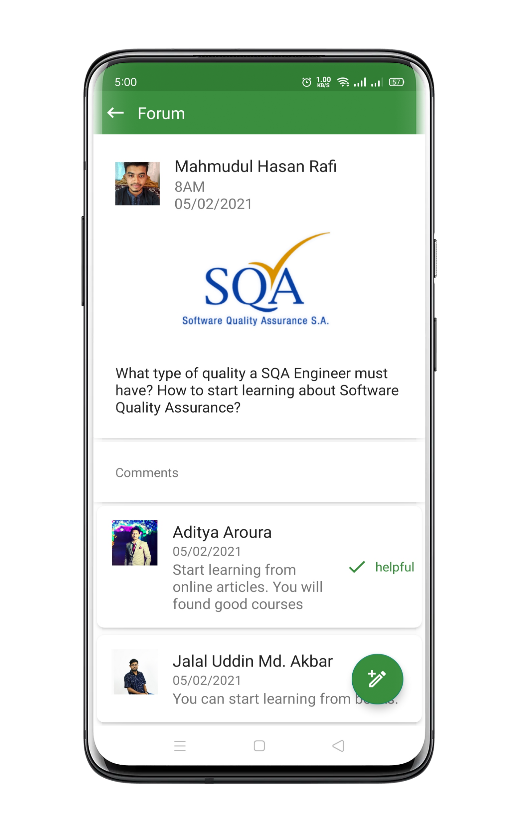 5:00
1.00
KB/S
57
Forum
Mahmudul Hasan Rafi
8AM
05/02/2021
SQA
Software Quality Assurance S.A.
What type of quality a SQA Engineer must
have? How to start learning about Software
Quality Assurance?
Comments
Aditya Aroura
05/02/2021
Start learning from
online articles. You will
found good courses
helpful
Jalal Uddin Md. Akbar
05/02/2021
You can start learning from